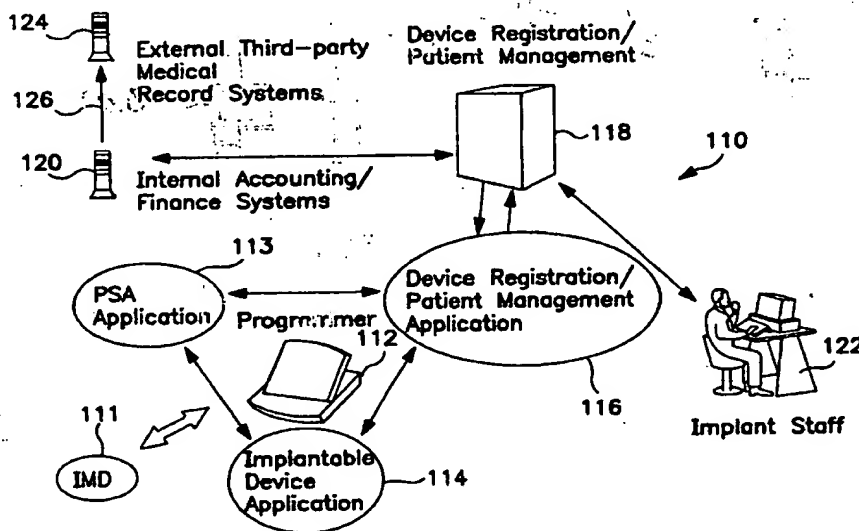 124
External Third-party
Medical
Record Systems
126
120
Internal Accounting/
Finance Systems
Device Registration/
Patient Management
118
110
113
PSA
Application
Programmer
112
Device Registration/
Patient Management
Application
116
122
Implant Staff
111
IMD
Implantable
Device
Application
114